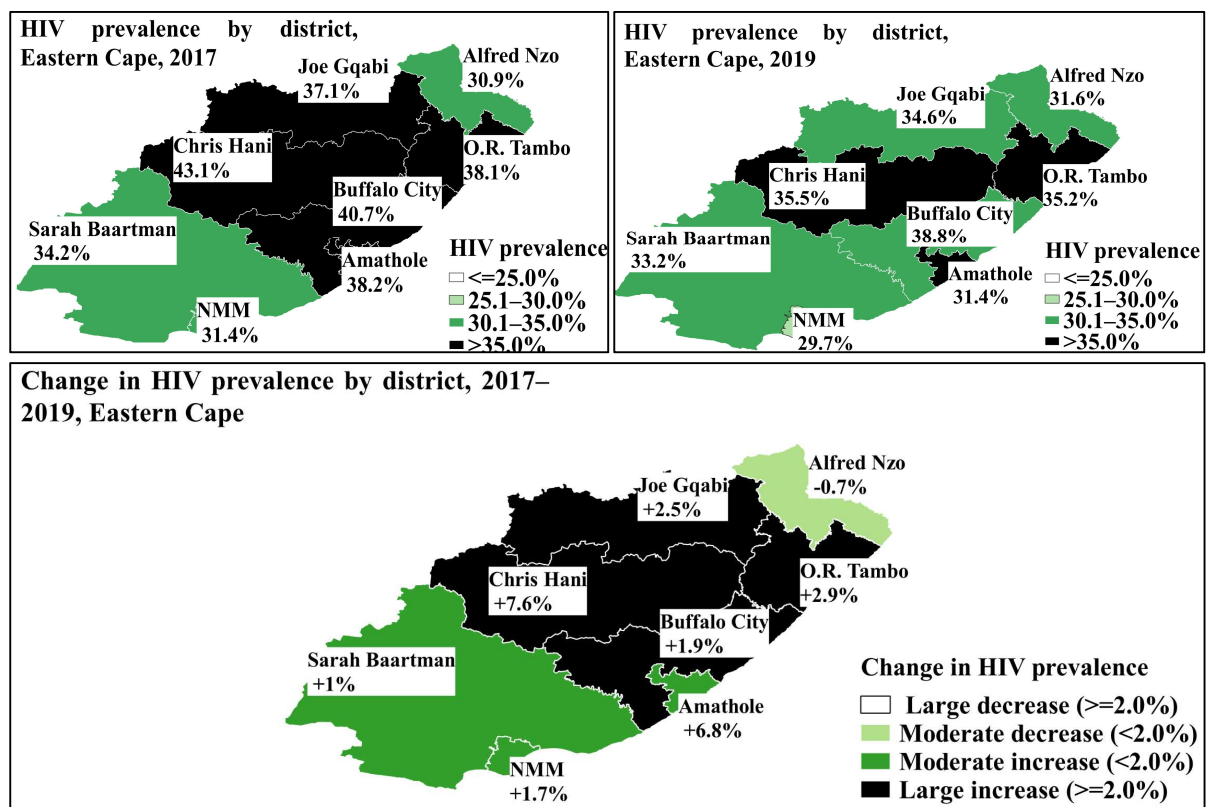 HIV prevalence by district,
Eastern Cape, 2017
Alfred Nzo
30.9%
Joe Gqabi
37.1%
Chris Hani
43.1%
O.R. Tambo
38.1%
Buffalo City
40.7%
Sarah Baartman
34.2%
Amathole
38.2%
NMM
31.4%
HIV prevalence
<=25.0%
25.1–30.0%
30.1–35.0%
>35.0%
HIV prevalence by district,
Eastern Cape, 2019
Alfred Nzo
31.6%
Joe Gqabi
34.6%
Chris Hani
35.5%
O.R. Tambo
35.2%
Buffalo City
38.8%
Sarah Baartman
33.2%
Amathole
31.4%
NMM
29.7%
HIV prevalence
<=25.0%
25.1–30.0%
30.1–35.0%
>35.0%
Change in HIV prevalence by district, 2017–
2019, Eastern Cape
Alfred Nzo
-0.7%
Joe Gqabi
+2.5%
O.R. Tambo
+2.9%
Chris Hani
+7.6%
Buffalo City
+1.9%
Sarah Baartman
+1%
Amathole
+6.8%
NMM
+1.7%
Change in HIV prevalence
Large decrease (>=2.0%)
Moderate decrease (<2.0%)
Moderate increase (<2.0%)
Large increase (>=2.0%)